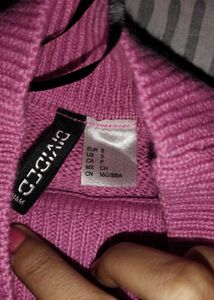 DIVIDED
H&M
EUR S
US S
CA P
MX CH
CN 160/88A